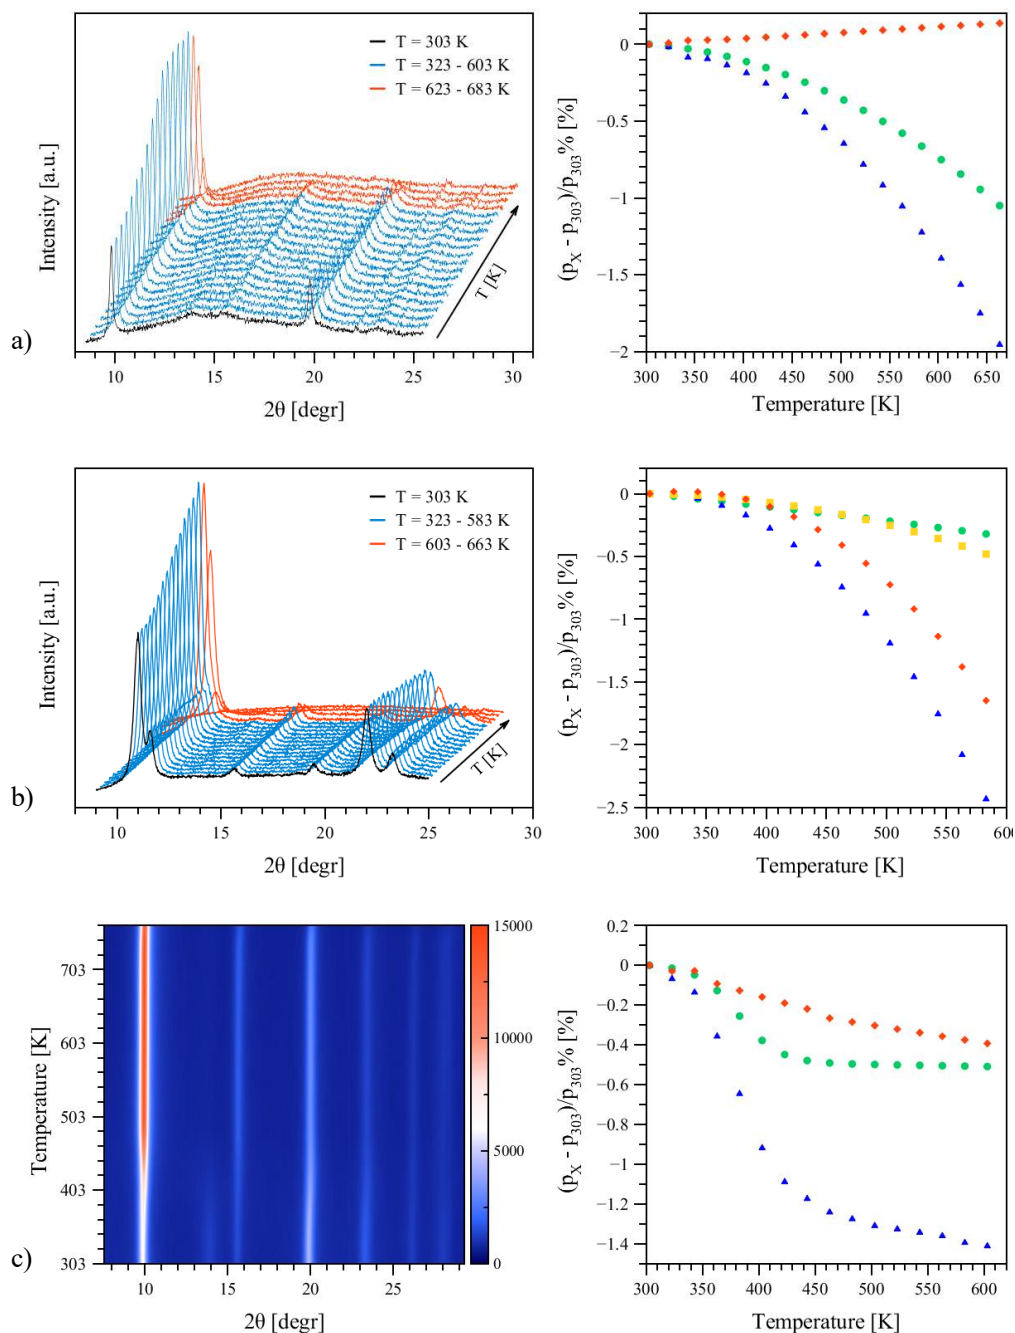 T = 303 K
T = 323 - 603 K
T = 623 - 683 K
Intensity [a.u.]
T [K]
10 15 20 25 30
2θ [degr]
a)
0
−0.5
−1
−1.5
−2
(pX - p303)/p303% [%]
300 350 400 450 500 550 600 650
Temperature [K]
T = 303 K
T = 323 - 583 K
T = 603 - 663 K
Intensity [a.u.]
T [K]
10 15 20 25 30
2θ [degr]
b)
0
−0.5
−1
−1.5
−2
−2.5
(pX - p303)/p303% [%]
300 350 400 450 500 550 600
Temperature [K]
703
603
503
403
303
Temperature [K]
10 15 20 25
2θ [degr]
15000
10000
5000
0
c)
0.2
0
−0.2
−0.4
−0.6
−0.8
−1
−1.2
−1.4
(pX - p303)/p303% [%]
300 350 400 450 500 550 600
Temperature [K]